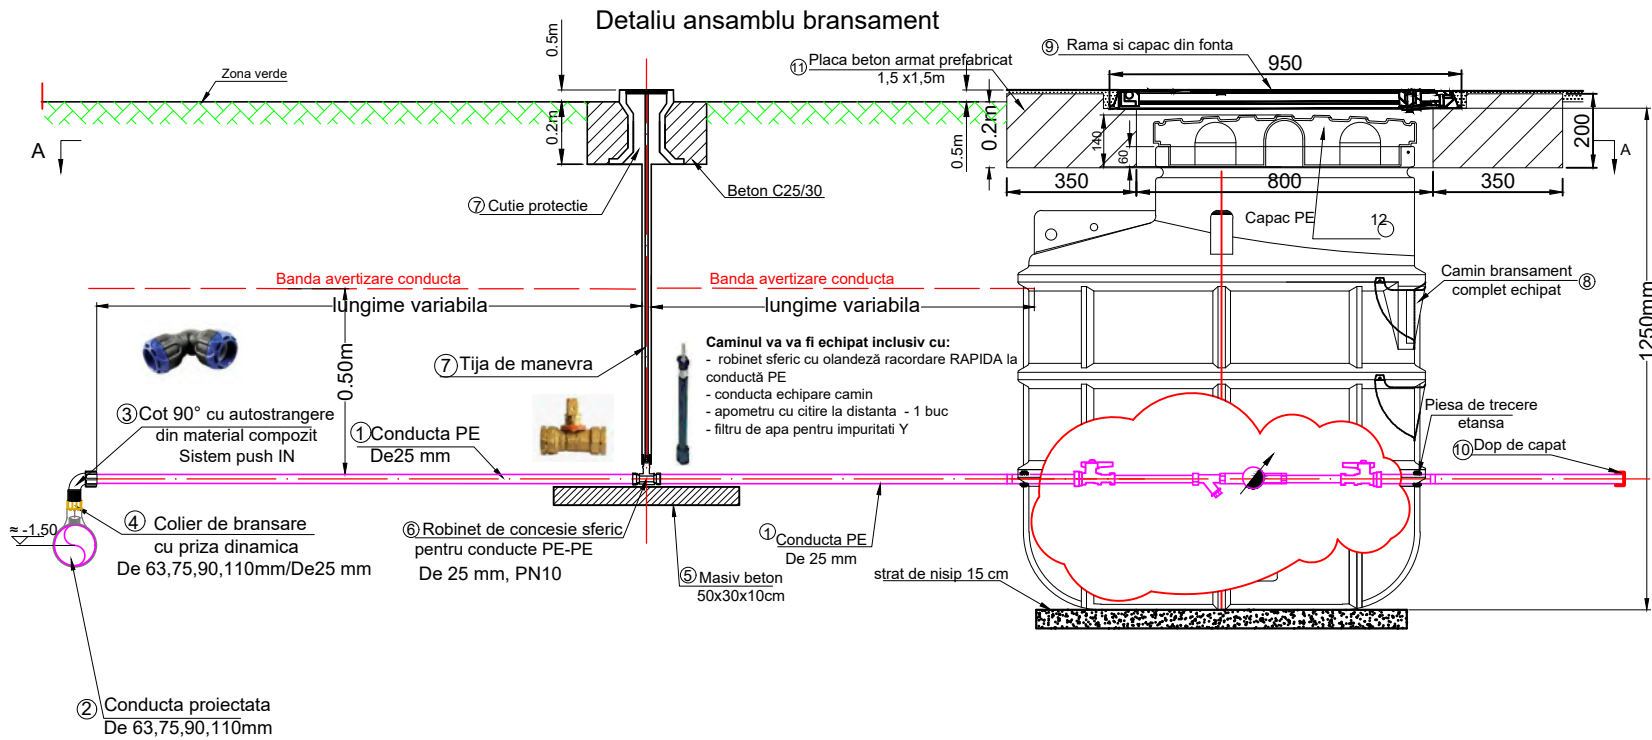 Detaliu ansamblu bransament
0.5m
Zona verde
0.2m
A
Beton C25/30
⑦ Cutie protectie
⑨ Rama si capac din fonta
⑪ Placa beton armat prefabricat
1,5 x1,5m
950
0.2m
0.5m
140
60
200
A
350
800
350
Capac PE
12
Banda avertizare conducta
Banda avertizare conducta
lungime variabila
lungime variabila
Camin bransament
complet echipat
⑧
1250mm
0.50m
⑦ Tija de manevra
Caminul va va fi echipat inclusiv cu:
- robinet sferic cu olandeză racordare RAPIDA la
conductă PE
- conducta echipare camin
- apometru cu citire la distanta - 1 buc
- filtru de apa pentru impuritati Y
③ Cot 90° cu autostrangere
din material compozit
Sistem push IN
① Conducta PE
De25 mm
Piesa de trecere
etansa
⑩ Dop de capat
≈ -1,50
④ Colier de bransare
cu priza dinamica
De 63,75,90,110mm/De25 mm
⑥ Robinet de concesie sferic
pentru conducte PE-PE
De 25 mm, PN10
⑤ Masiv beton
50x30x10cm
① Conducta PE
De 25 mm
strat de nisip 15 cm
② Conducta proiectata
De 63,75,90,110mm